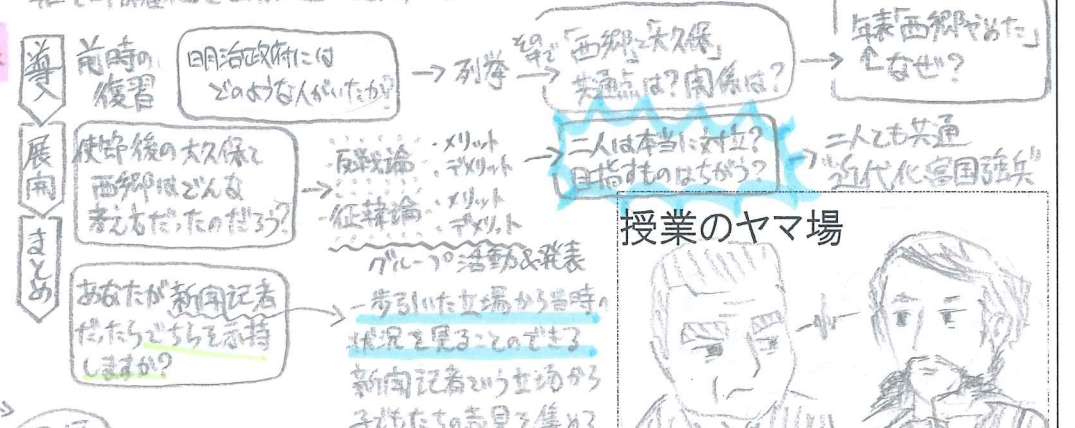 導入
前時の
復習
明治政府には
どのような人がいたか?
→列挙→
その中で
「西郷と大久保」
共通点は?関係は?
→
年表「西郷やめた」
↑なぜ?
展開
使節後の大久保と
西郷はどんな
考えをもだったのだろう?
→
反戦論
・メリット
・デメリット
征韓論
・メリット
・デメリット
グループ活動&発表
→
二人は本当に対立?
目指すものはちがう?
→
二人とも共通
"近代化・富国強兵"
授業のヤマ場
まとめ
あなたが新聞記者
だったらどちらを支持
しますか?
→
一歩引いた立場から当時の
状況を見ることのできる
新聞記者という立場から
子どもたちの意見を集める